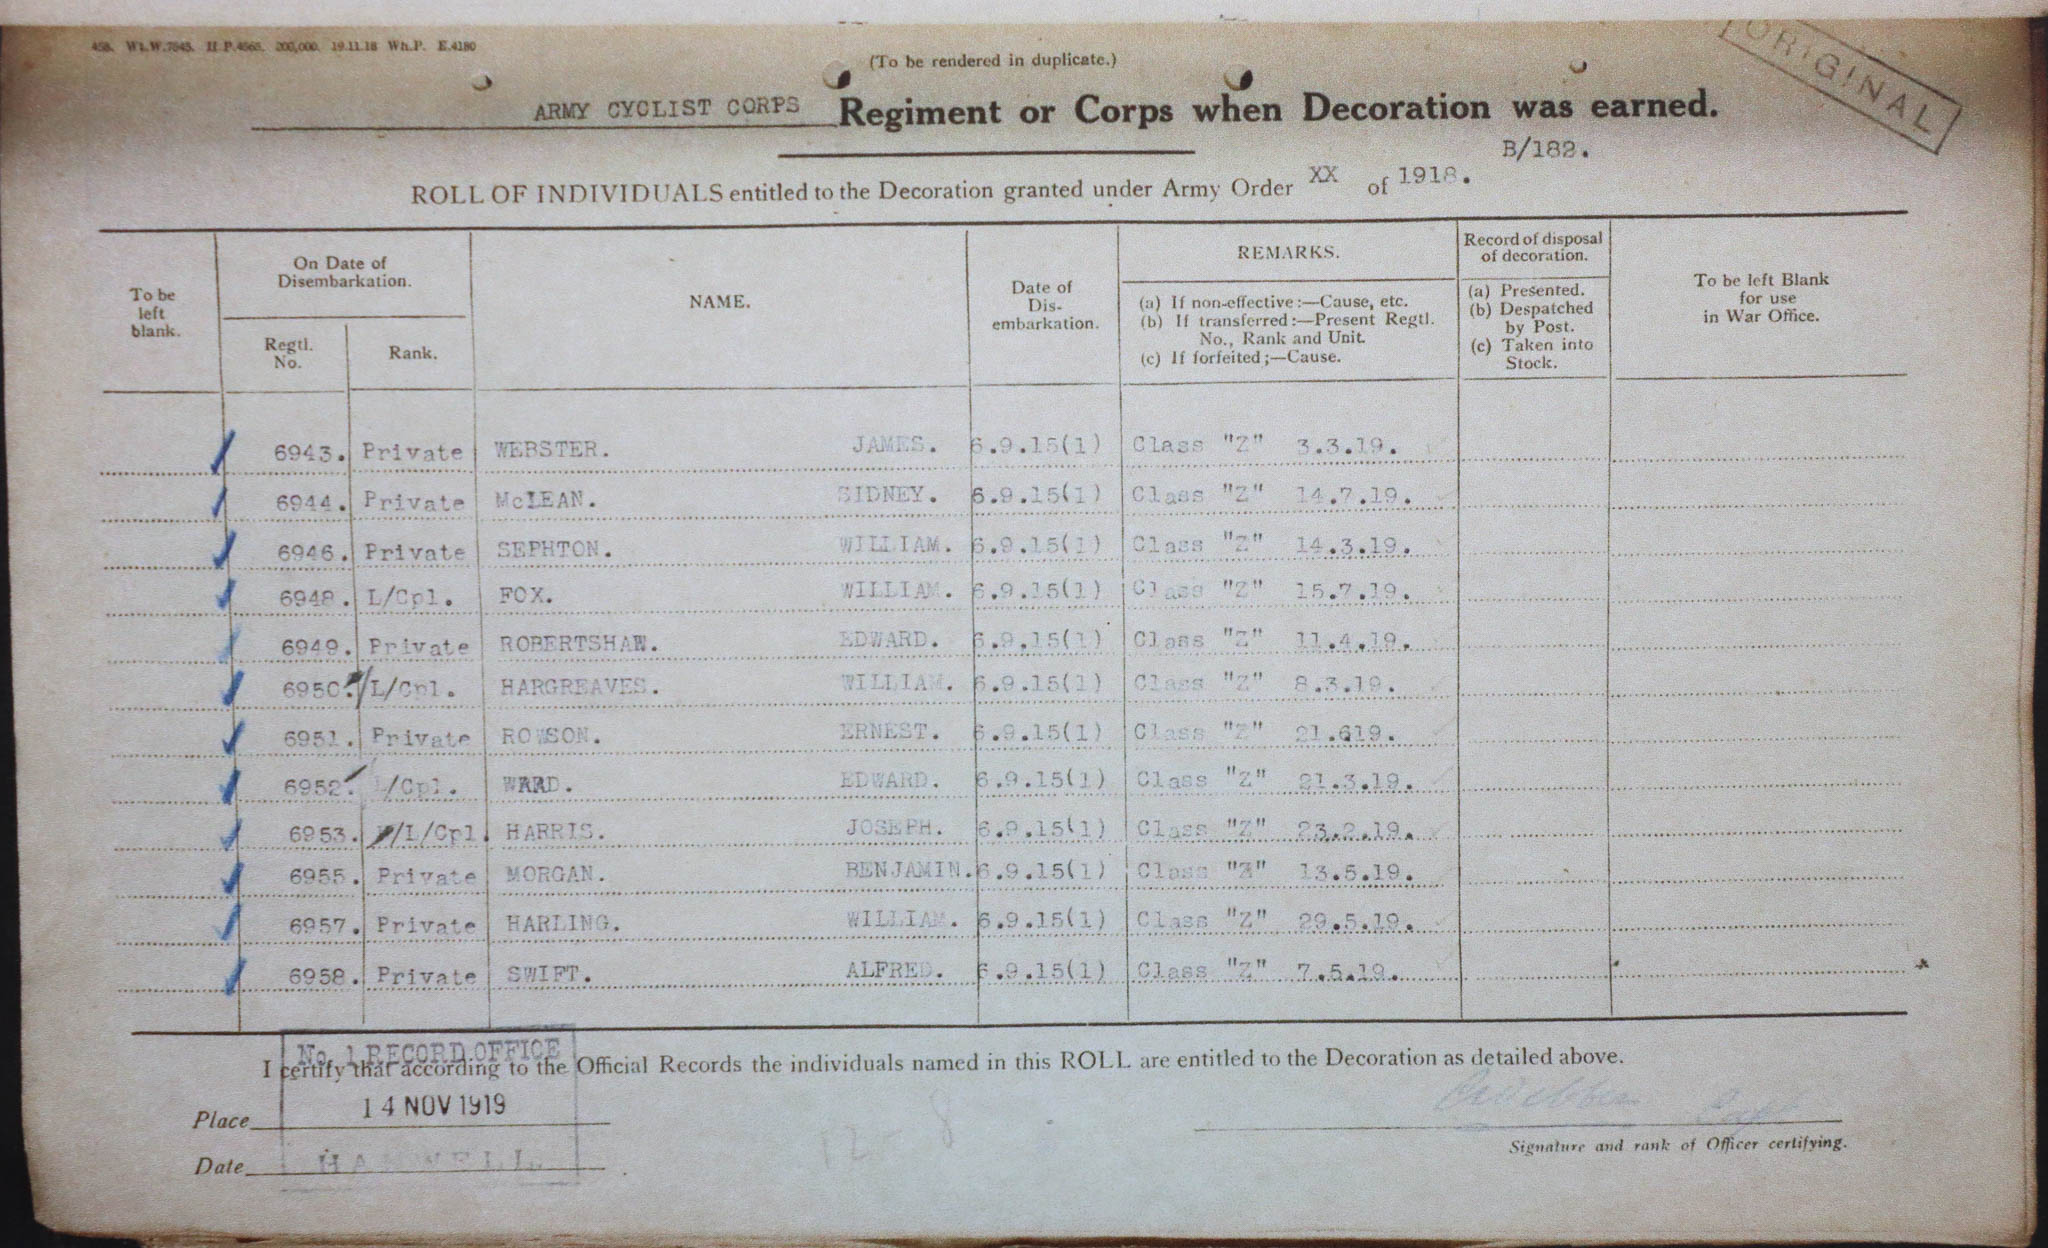 458. Wt.W.7845. H.P.4565. 200,000. 19.11.18 Wh.P. E.4180
(To be rendered in duplicate.)
ORIGINAL
ARMY CYCLIST CORPS Regiment or Corps when Decoration was earned.
B/182.
ROLL OF INDIVIDUALS entitled to the Decoration granted under Army Order XX of 1918.
To be left blank.
On Date of Disembarkation.
Regtl. No.
Rank.
NAME.
Date of Dis-embarkation.
REMARKS.
(a) If non-effective:—Cause, etc.
(b) If transferred:—Present Regtl. No., Rank and Unit.
(c) If forfeited;—Cause.
Record of disposal of decoration.
(a) Presented.
(b) Despatched by Post.
(c) Taken into Stock.
To be left Blank for use in War Office.
6943. Private WEBSTER. JAMES. 6.9.15(1) Class "Z" 3.3.19.
6944. Private McLEAN. SIDNEY. 6.9.15(1) Class "Z" 14.7.19.
6946. Private SEPHTON. WILLIAM. 6.9.15(1) Class "Z" 14.3.19.
6948. L/Cpl. FOX. WILLIAM. 6.9.15(1) Class "Z" 15.7.19.
6949. Private ROBERTSHAW. EDWARD. 6.9.15(1) Class "Z" 11.4.19.
6950. L/Cpl. HARGREAVES. WILLIAM. 6.9.15(1) Class "Z" 8.3.19.
6951. Private ROWSON. ERNEST. 6.9.15(1) Class "Z" 21.619.
6952. L/Cpl. WARD. EDWARD. 6.9.15(1) Class "Z" 21.3.19.
6953. /L/Cpl. HARRIS. JOSEPH. 6.9.15(1) Class "Z" 23.2.19.
6955. Private MORGAN. BENJAMIN. 6.9.15(1) Class "Z" 13.5.19.
6957. Private HARLING. WILLIAM. 6.9.15(1) Class "Z" 29.5.19.
6958. Private SWIFT. ALFRED. 6.9.15(1) Class "Z" 7.5.19.
No. 1 RECORD OFFICE
I certify that according to the Official Records the individuals named in this ROLL are entitled to the Decoration as detailed above.
14 NOV 1919
Place
Capt
Signature and rank of Officer certifying.
Date
HANWELL